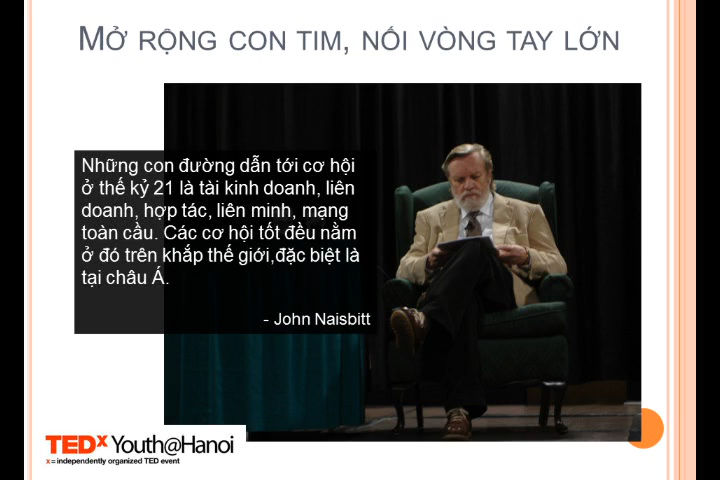 MỞ RỘNG CON TIM, NỐI VÒNG TAY LỚN
Những con đường dẫn tới cơ hội
ở thế kỷ 21 là tài kinh doanh, liên
doanh, hợp tác, liên minh, mạng
toàn cầu. Các cơ hội tốt đều nằm
ở đó trên khắp thế giới,đặc biệt là
tại châu Á.
- John Naisbitt
TEDx Youth@Hanoi
x = independently organized TED event